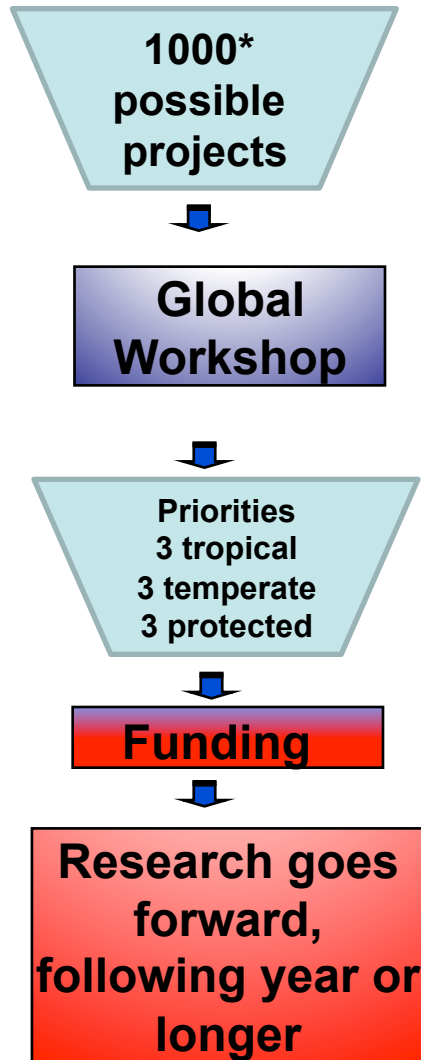 1000*
possible
projects
Global
Workshop
Priorities
3 tropical
3 temperate
3 protected
Funding
Research goes
forward,
following year or
longer